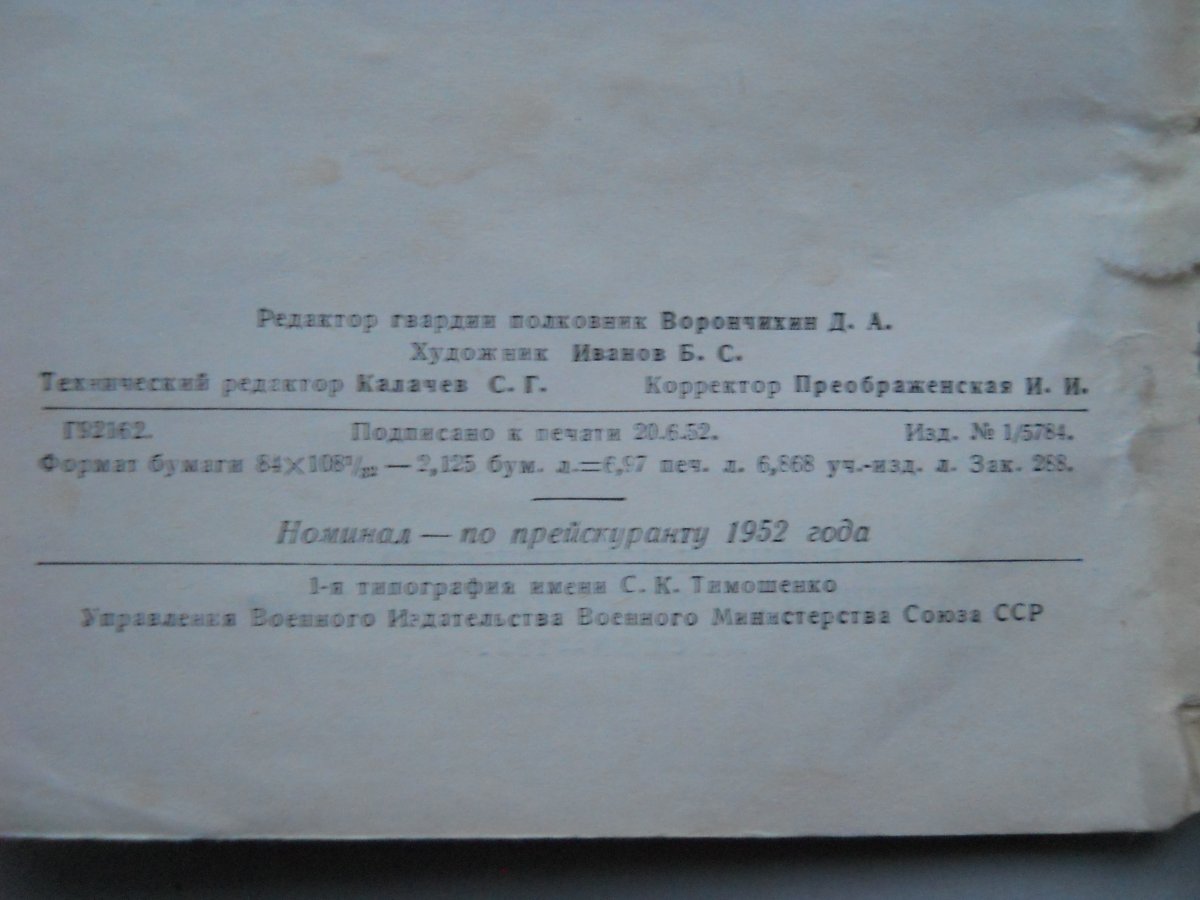 Редактор гвардии полковник Ворончихин Д. А.
Художник Иванов Б. С.
Технический редактор Калачев С. Г. Корректор Преображенская И. И.
Г92162. Подписано к печати 20.6.52. Изд. № 1/5784.
Формат бумаги 84×108¹/₃₂ — 2,125 бум. л.=6,97 печ. л. 6,868 уч.-изд. л. Зак. 288.
Номинал — по прейскуранту 1952 года
1-я типография имени С. К. Тимошенко
Управления Военного Издательства Военного Министерства Союза ССР